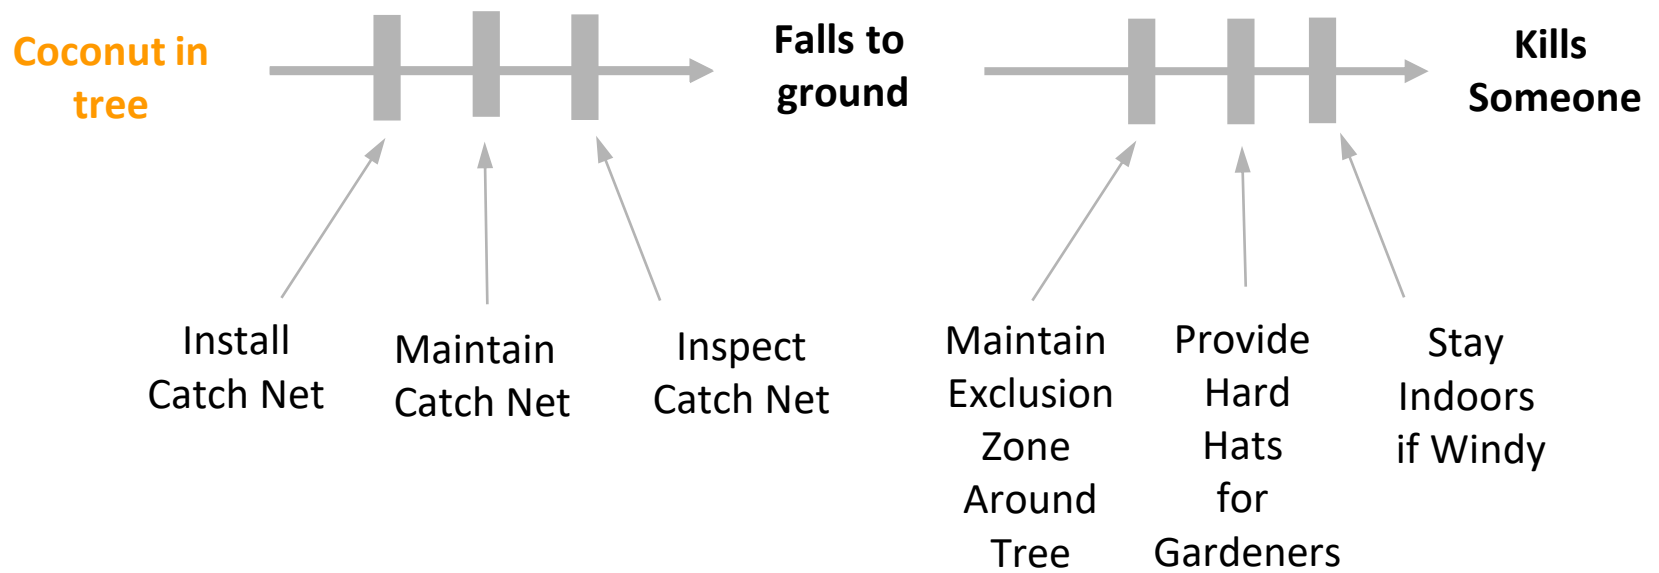 Coconut in
tree
Falls to
ground
Kills
Someone
Install
Catch Net
Maintain
Catch Net
Inspect
Catch Net
Maintain
Exclusion
Zone
Around
Tree
Provide
Hard
Hats
for
Gardeners
Stay
Indoors
if Windy